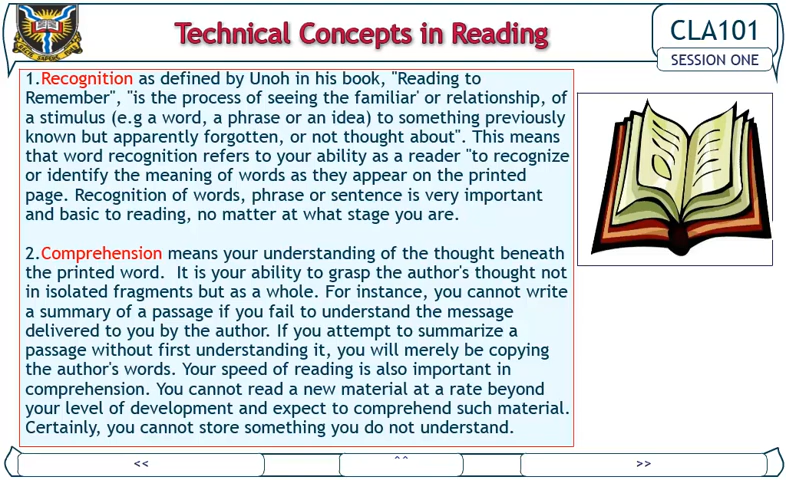 Technical Concepts in Reading
CLA101
SESSION ONE
1.Recognition as defined by Unoh in his book, "Reading to
Remember", "is the process of seeing the familiar' or relationship, of
a stimulus (e.g a word, a phrase or an idea) to something previously
known but apparently forgotten, or not thought about". This means
that word recognition refers to your ability as a reader "to recognize
or identify the meaning of words as they appear on the printed
page. Recognition of words, phrase or sentence is very important
and basic to reading, no matter at what stage you are.
2.Comprehension means your understanding of the thought beneath
the printed word. It is your ability to grasp the author's thought not
in isolated fragments but as a whole. For instance, you cannot write
a summary of a passage if you fail to understand the message
delivered to you by the author. If you attempt to summarize a
passage without first understanding it, you will merely be copying
the author's words. Your speed of reading is also important in
comprehension. You cannot read a new material at a rate beyond
your level of development and expect to comprehend such material.
Certainly, you cannot store something you do not understand.
<<
^^
>>